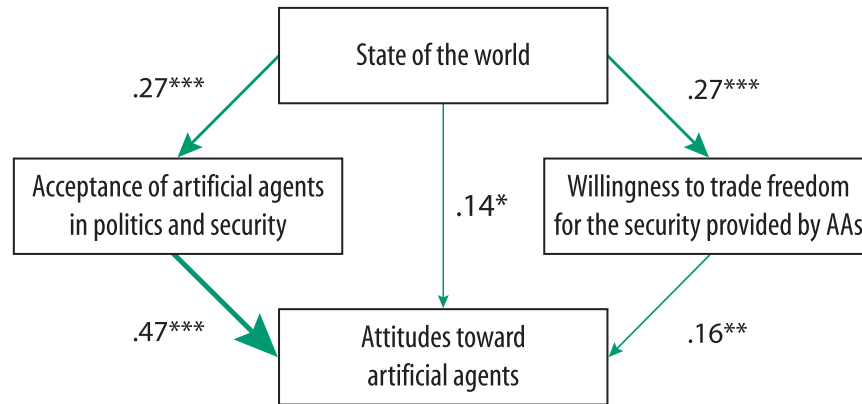 State of the world
.27***
.27***
Acceptance of artificial agents
in politics and security
.14*
Willingness to trade freedom
for the security provided by AAs
.47***
Attitudes toward
artificial agents
.16**